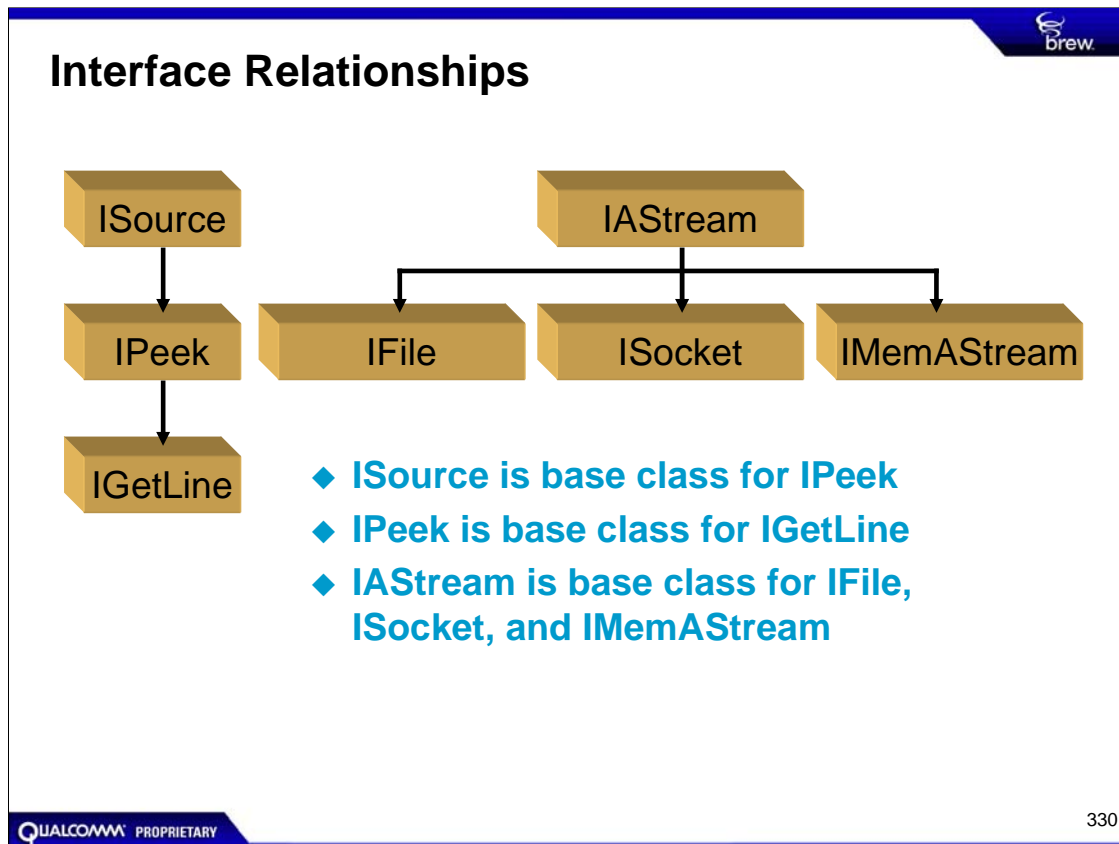 brew.
Interface Relationships
ISource
IAStream
IPeek
IFile
ISocket
IMemAStream
IGetLine
◆ ISource is base class for IPeek
◆ IPeek is base class for IGetLine
◆ IAStream is base class for IFile,
ISocket, and IMemAStream
QUALCOMM PROPRIETARY
330